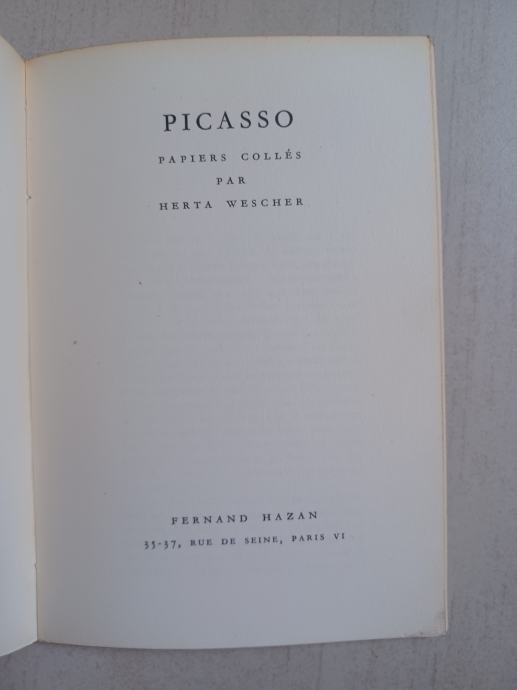 PICASSO
PAPIERS COLLÉS
PAR
HERTA WESCHER
FERNAND HAZAN
35-37, RUE DE SEINE, PARIS VI